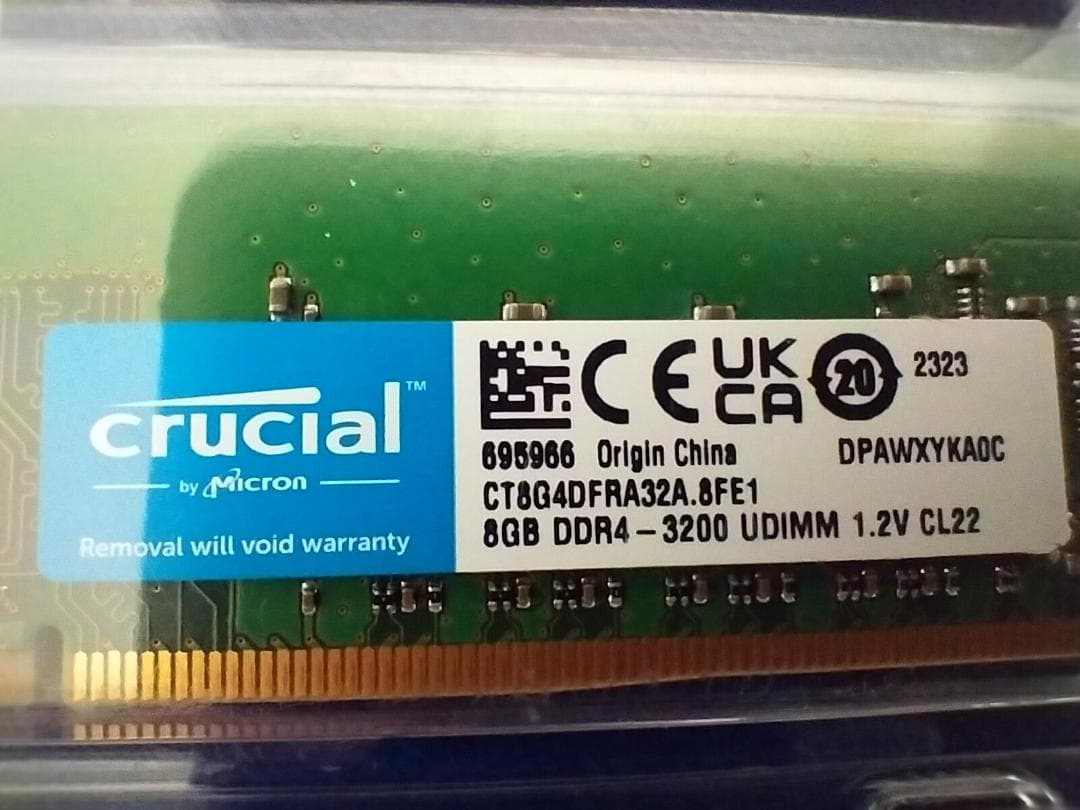 crucial™
by Micron
Removal will void warranty
CE UK CA 20 2323
695966 Origin China DPAWXYKA0C
CT8G4DFRA32A.8FE1
8GB DDR4-3200 UDIMM 1.2V CL22